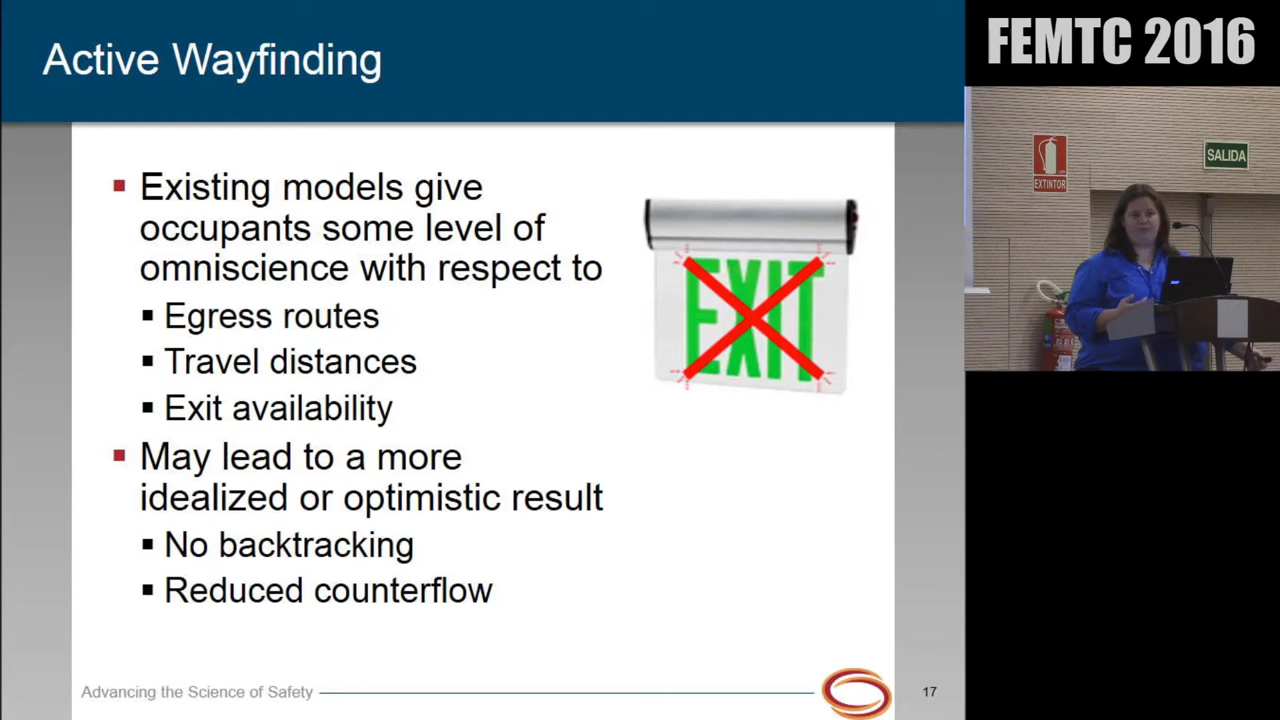 Active Wayfinding
FEMTC 2016
Existing models give
occupants some level of
omniscience with respect to
Egress routes
Travel distances
Exit availability
May lead to a more
idealized or optimistic result
No backtracking
Reduced counterflow
EXIT
EXTINTOR
SALIDA
Advancing the Science of Safety
17